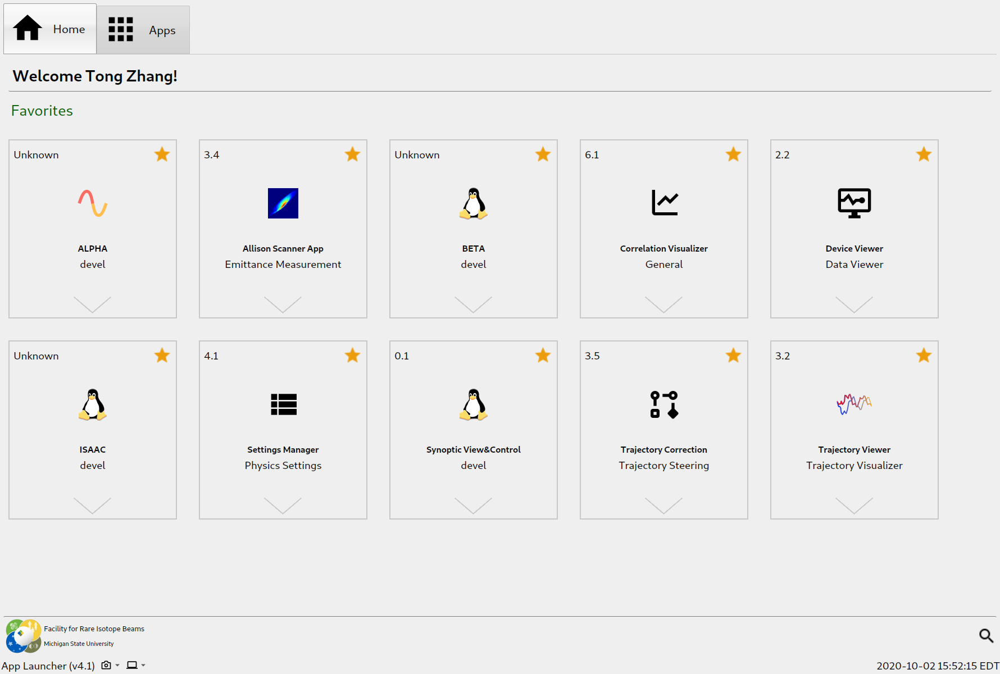 Home
Apps
Welcome Tong Zhang!
Favorites
Unknown
ALPHA
devel
3.4
Allison Scanner App
Emittance Measurement
Unknown
BETA
devel
6.1
Correlation Visualizer
General
2.2
Device Viewer
Data Viewer
Unknown
ISAAC
devel
4.1
Settings Manager
Physics Settings
0.1
Synoptic View&Control
devel
3.5
Trajectory Correction
Trajectory Steering
3.2
Trajectory Viewer
Trajectory Visualizer
Facility for Rare Isotope Beams
Michigan State University
App Launcher (v4.1)
2020-10-02 15:52:15 EDT